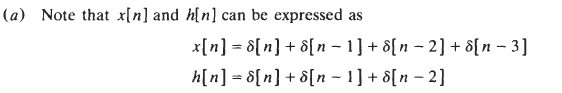 (a) Note that x[n] and h[n] can be expressed as
x[n] = δ[n] + δ[n − 1] + δ[n − 2] + δ[n − 3]
h[n] = δ[n] + δ[n − 1] + δ[n − 2]